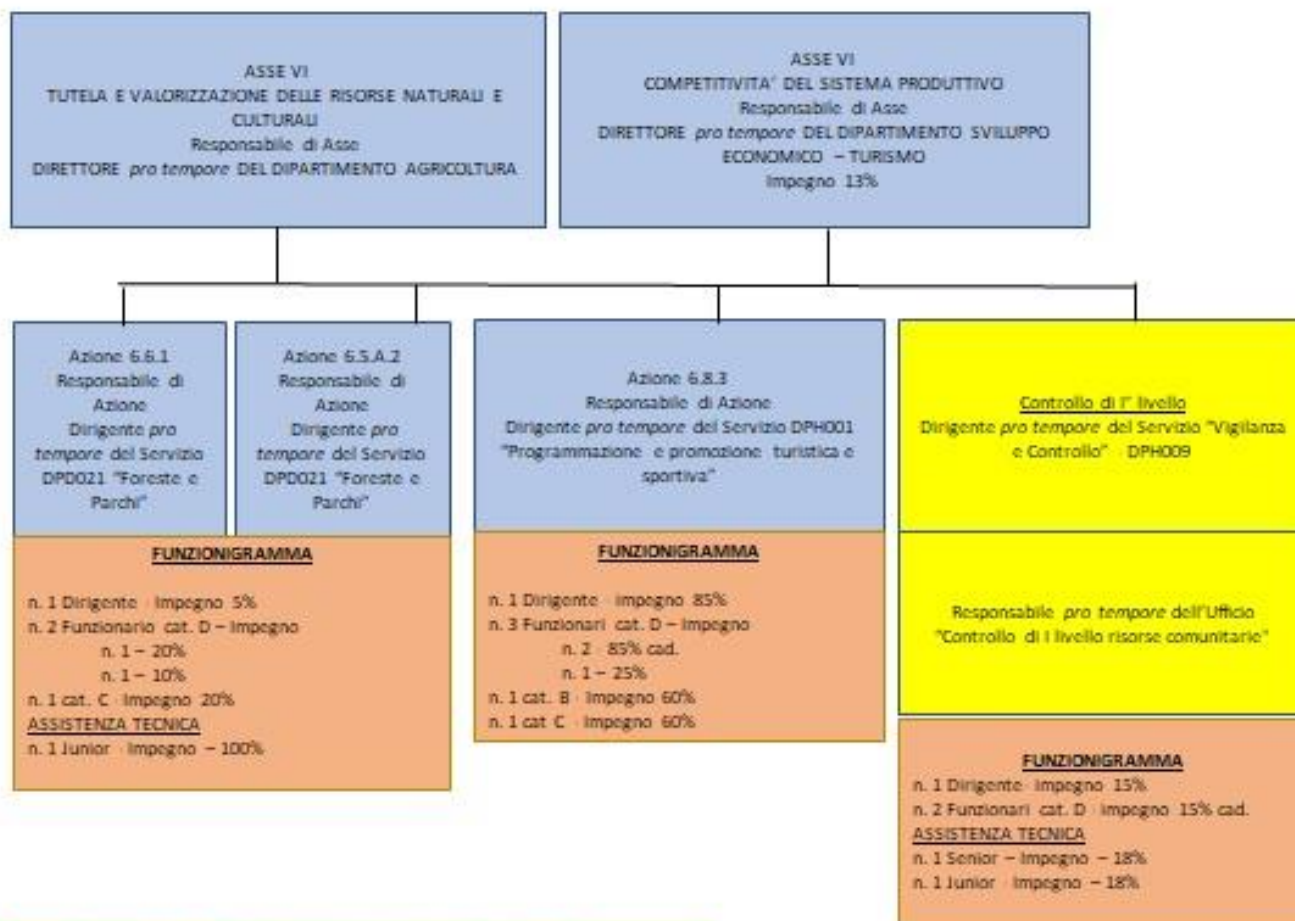 ASSE VI
TUTELA E VALORIZZAZIONE DELLE RISORSE NATURALI E
CULTURALI
Responsabile di Asse
DIRETTORE pro tempore DEL DIPARTIMENTO AGRICOLTURA
ASSE VI
COMPETITIVITA' DEL SISTEMA PRODUTTIVO
Responsabile di Asse
DIRETTORE pro tempore DEL DIPARTIMENTO SVILUPPO
ECONOMICO – TURISMO
Impegno 13%
Azione 6.6.1
Responsabile di
Azione
Dirigente pro
tempore del Servizio
DPD021 "Foreste e
Parchi"
Azione 6.5.A.2
Responsabile di
Azione
Dirigente pro
tempore del Servizio
DPD021 "Foreste e
Parchi"
Azione 6.8.3
Responsabile di Azione
Dirigente pro tempore del Servizio DPH001
"Programmazione e promozione turistica e
sportiva"
Controllo di I° livello
Dirigente pro tempore del Servizio "Vigilanza
e Controllo" DPH009
FUNZIONIGRAMMA
n. 1 Dirigente - Impegno 5%
n. 2 Funzionario cat. D – Impegno
n. 1 – 20%
n. 1 – 10%
n. 1 cat. C - Impegno 20%
ASSISTENZA TECNICA
n. 1 Junior - Impegno – 100%
FUNZIONIGRAMMA
n. 1 Dirigente - impegno 85%
n. 3 Funzionari cat. D – Impegno
n. 2 - 85% cad.
n. 1 – 25%
n. 1 cat. B - Impegno 60%
n. 1 cat C - Impegno 60%
Responsabile pro tempore dell'Ufficio
"Controllo di I livello risorse comunitarie"
FUNZIONIGRAMMA
n. 1 Dirigente - impegno 15%
n. 2 Funzionari cat. D - impegno 15% cad.
ASSISTENZA TECNICA
n. 1 Senior – Impegno – 18%
n. 1 Junior - Impegno – 18%